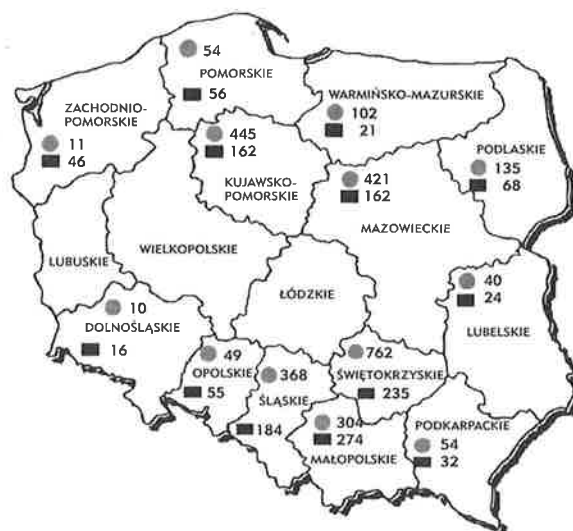 54
POMORSKIE
56
WARMIŃSKO-MAZURSKIE
102
21
ZACHODNIO-
POMORSKIE
11
46
445
162
KUJAWSKO-
POMORSKIE
PODLASKIE
135
68
421
162
MAZOWIECKIE
LUBUSKIE
WIELKOPOLSKIE
ŁÓDZKIE
40
24
LUBELSKIE
10
DOLNOŚLĄSKIE
16
49
OPOLSKIE
55
368
ŚLĄSKIE
184
762
ŚWIĘTOKRZYSKIE
235
304
274
MAŁOPOLSKIE
PODKARPACKIE
54
32